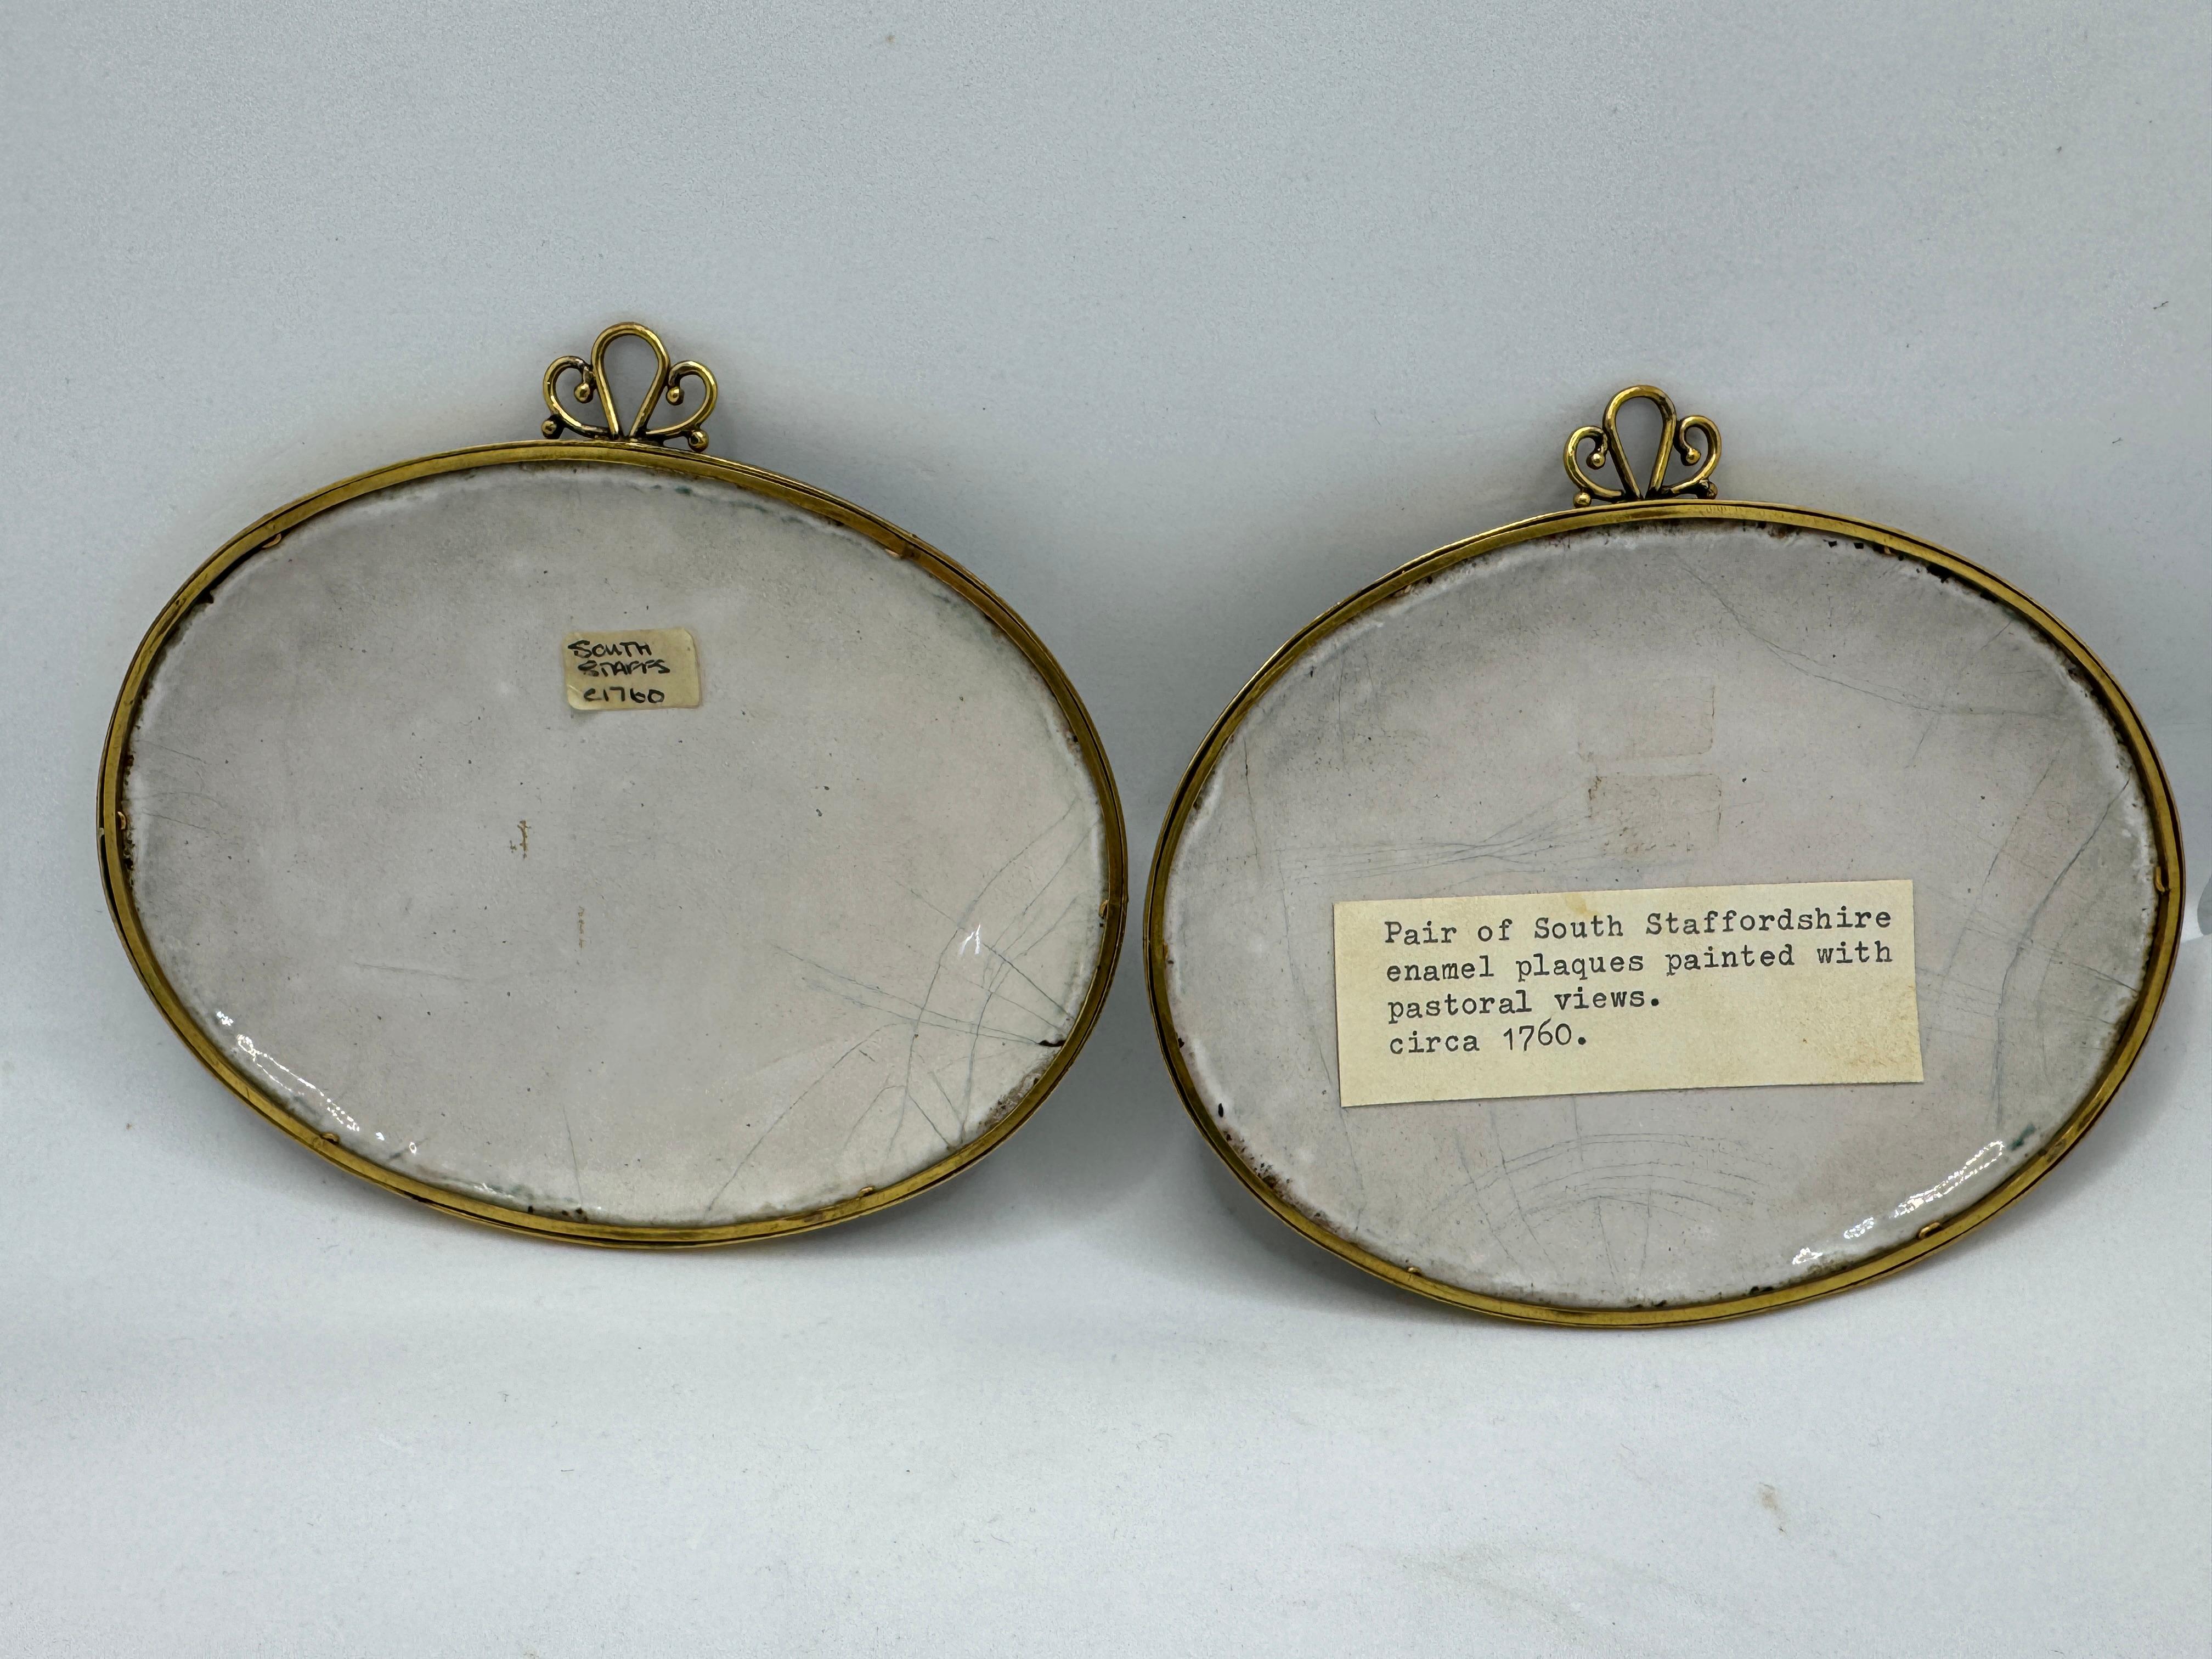 SOUTH
STAFFS
c1760
Pair of South Staffordshire
enamel plaques painted with
pastoral views.
circa 1760.